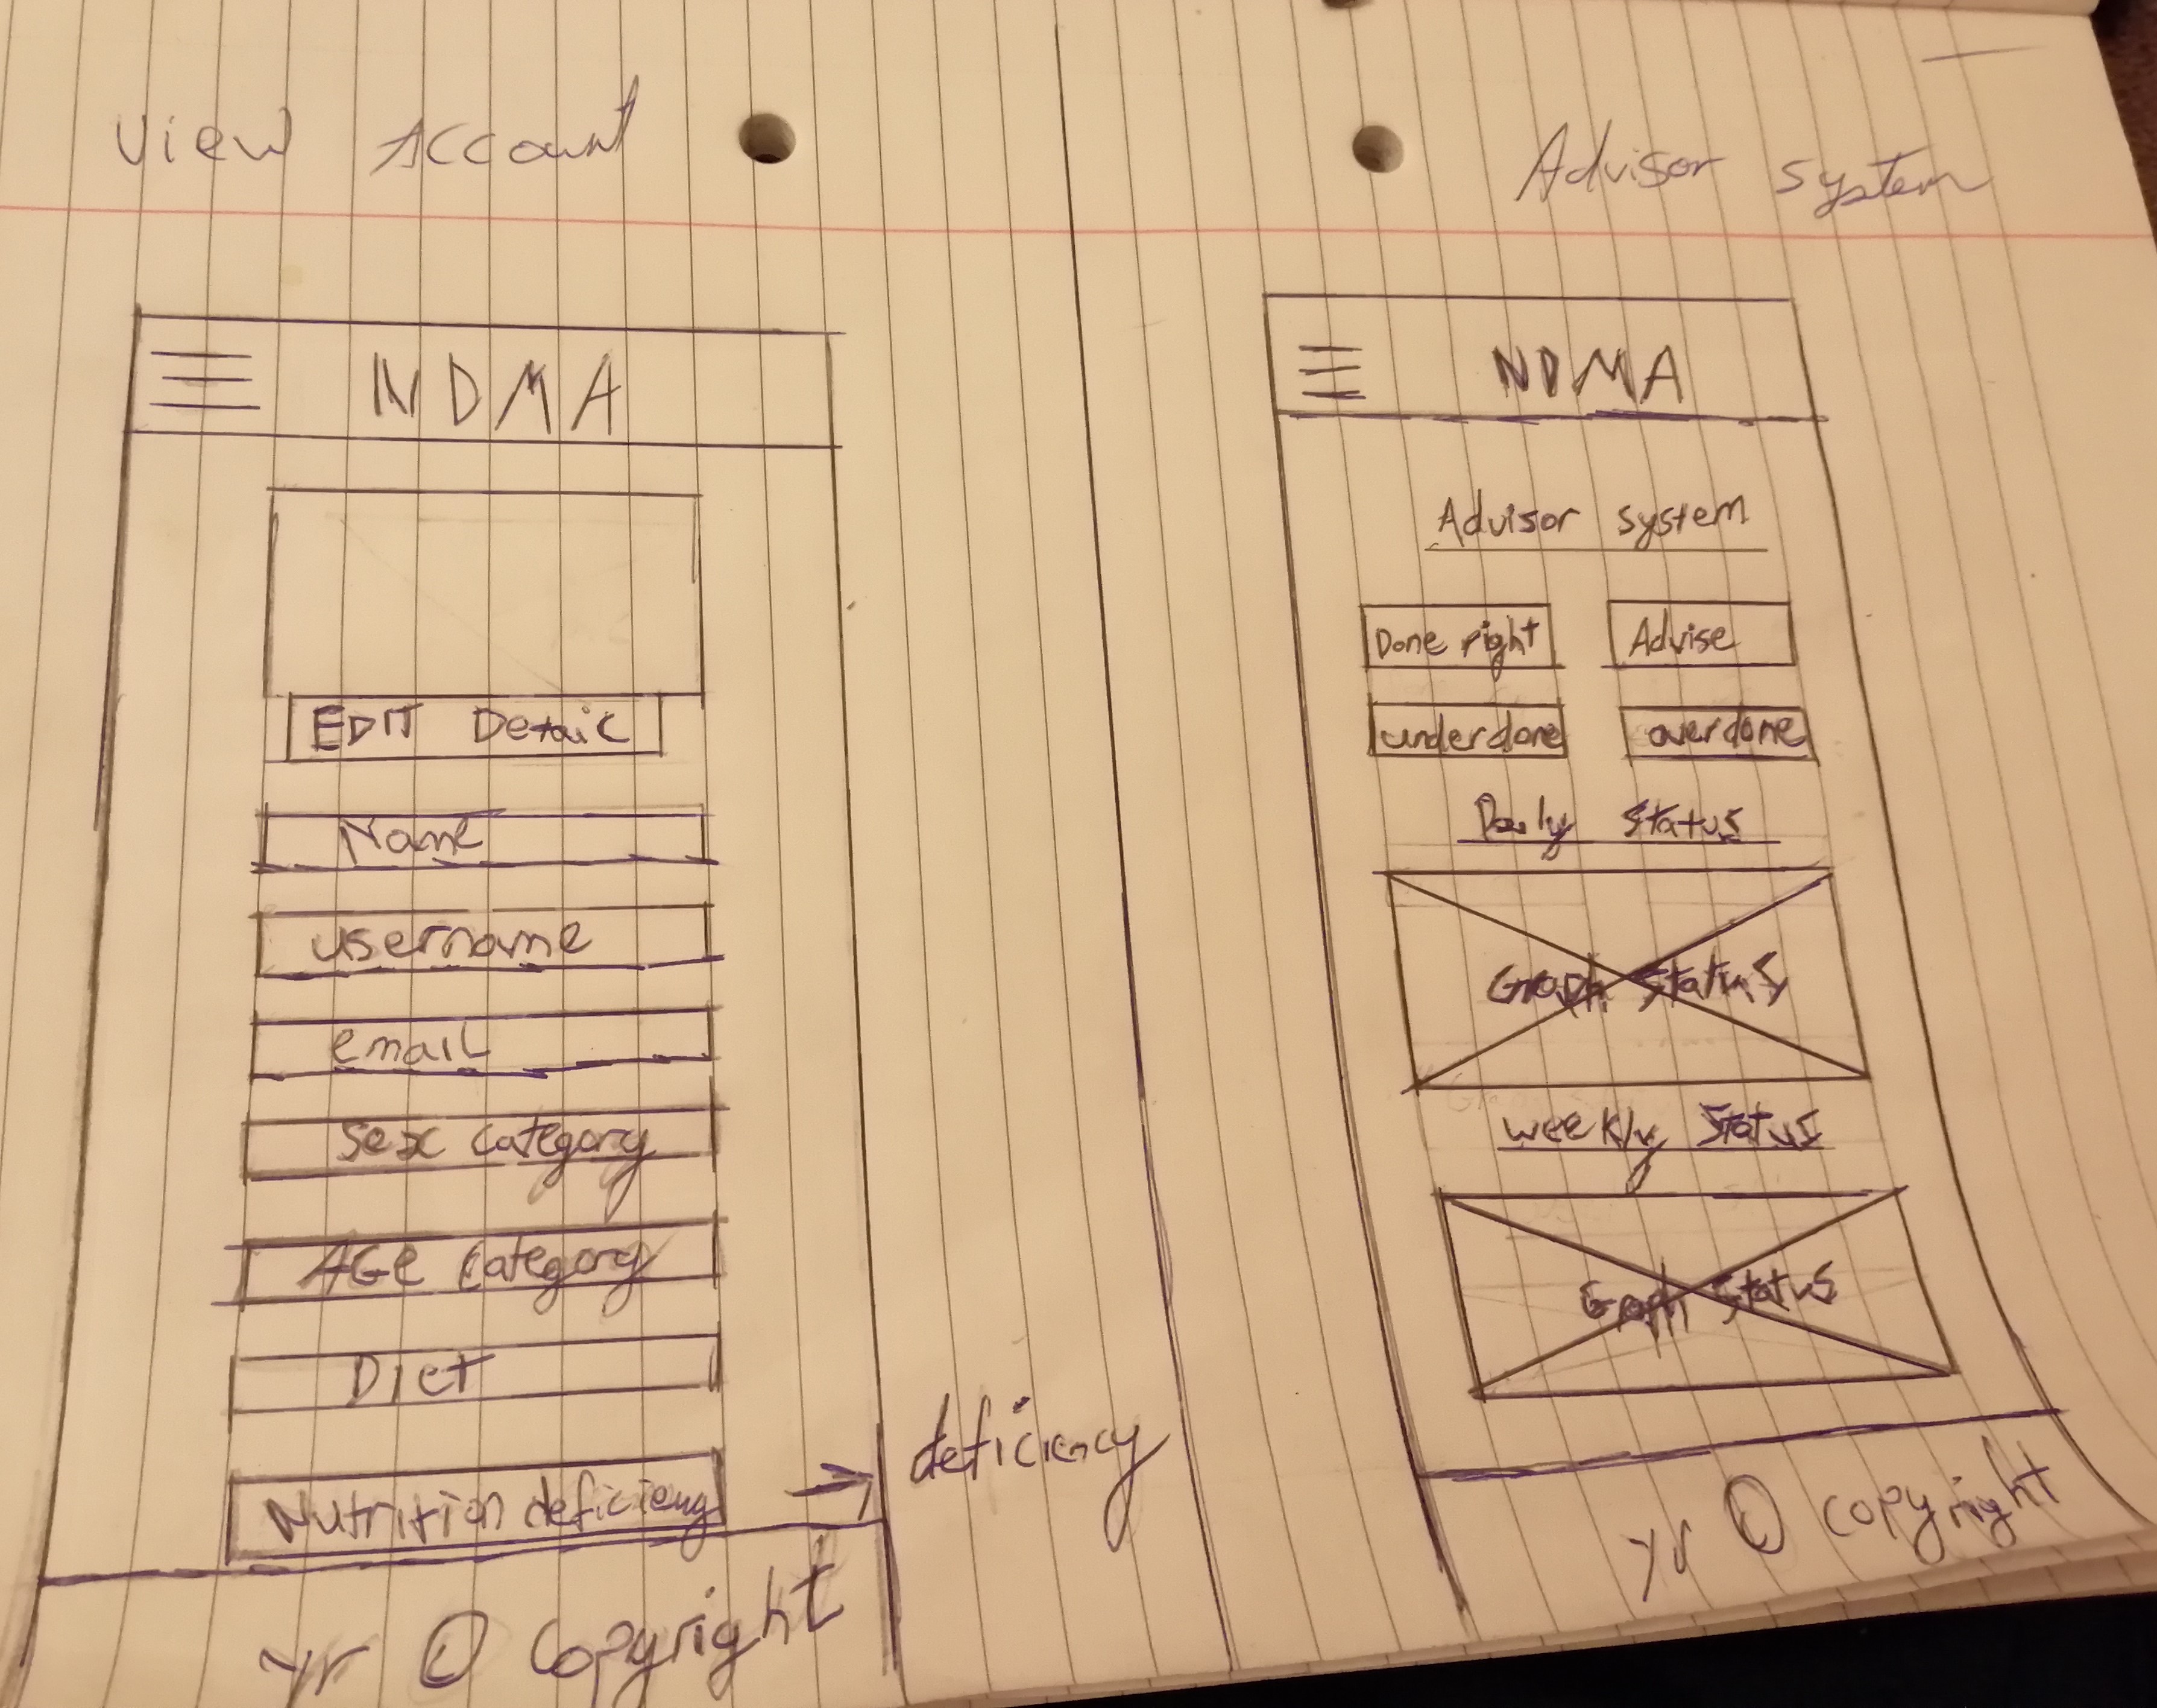 View Account
NDMA
EDIT Detail
Name
username
email
Sex category
AGE category
Diet
Nutrition deficiency
deficiency
yr © Copyright
Advisor system
NDMA
Advisor system
Done right
Advise
underdone
overdone
Daily Status
Graph Status
weekly Status
Graph Status
yr © copyright